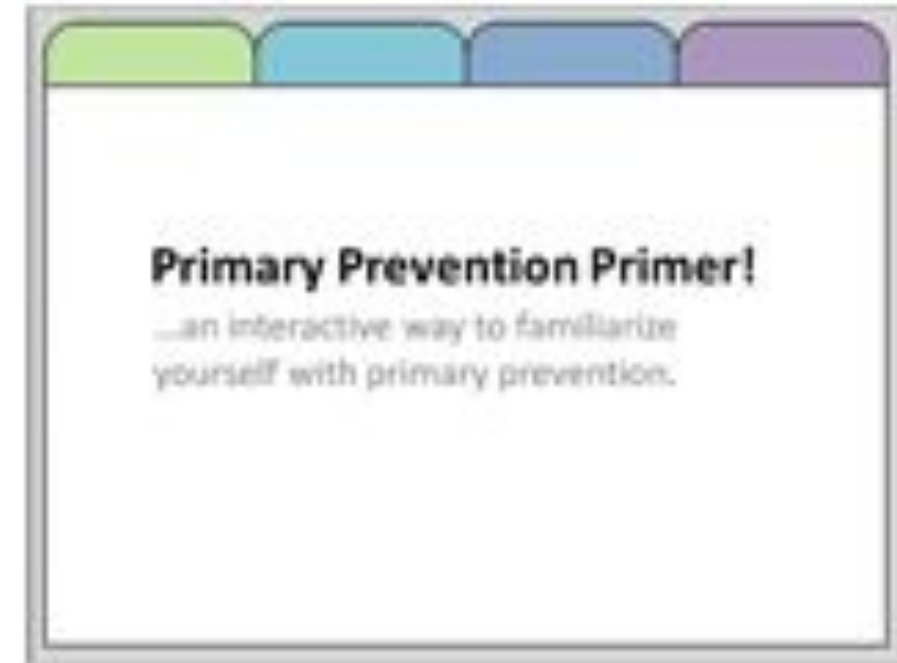 Primary Prevention Primer!
...an interactive way to familiarize
yourself with primary prevention.